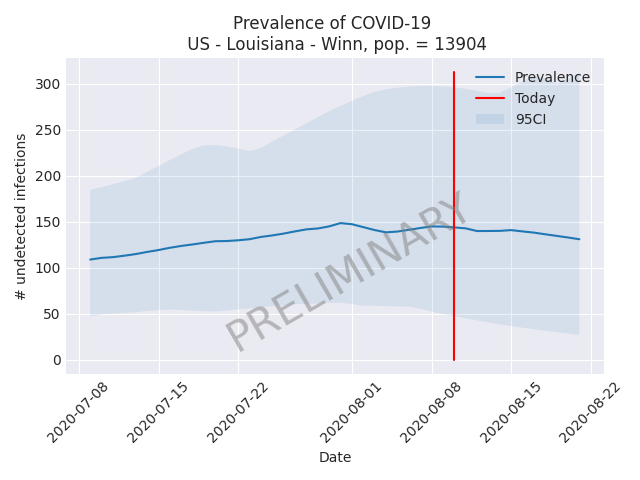 Prevalence of COVID-19
US - Louisiana - Winn, pop. = 13904
Prevalence
Today
95CI
300
250
200
150
100
50
0
# undetected infections
PRELIMINARY
2020-07-08
2020-07-15
2020-07-22
2020-08-01
2020-08-08
2020-08-15
2020-08-22
Date